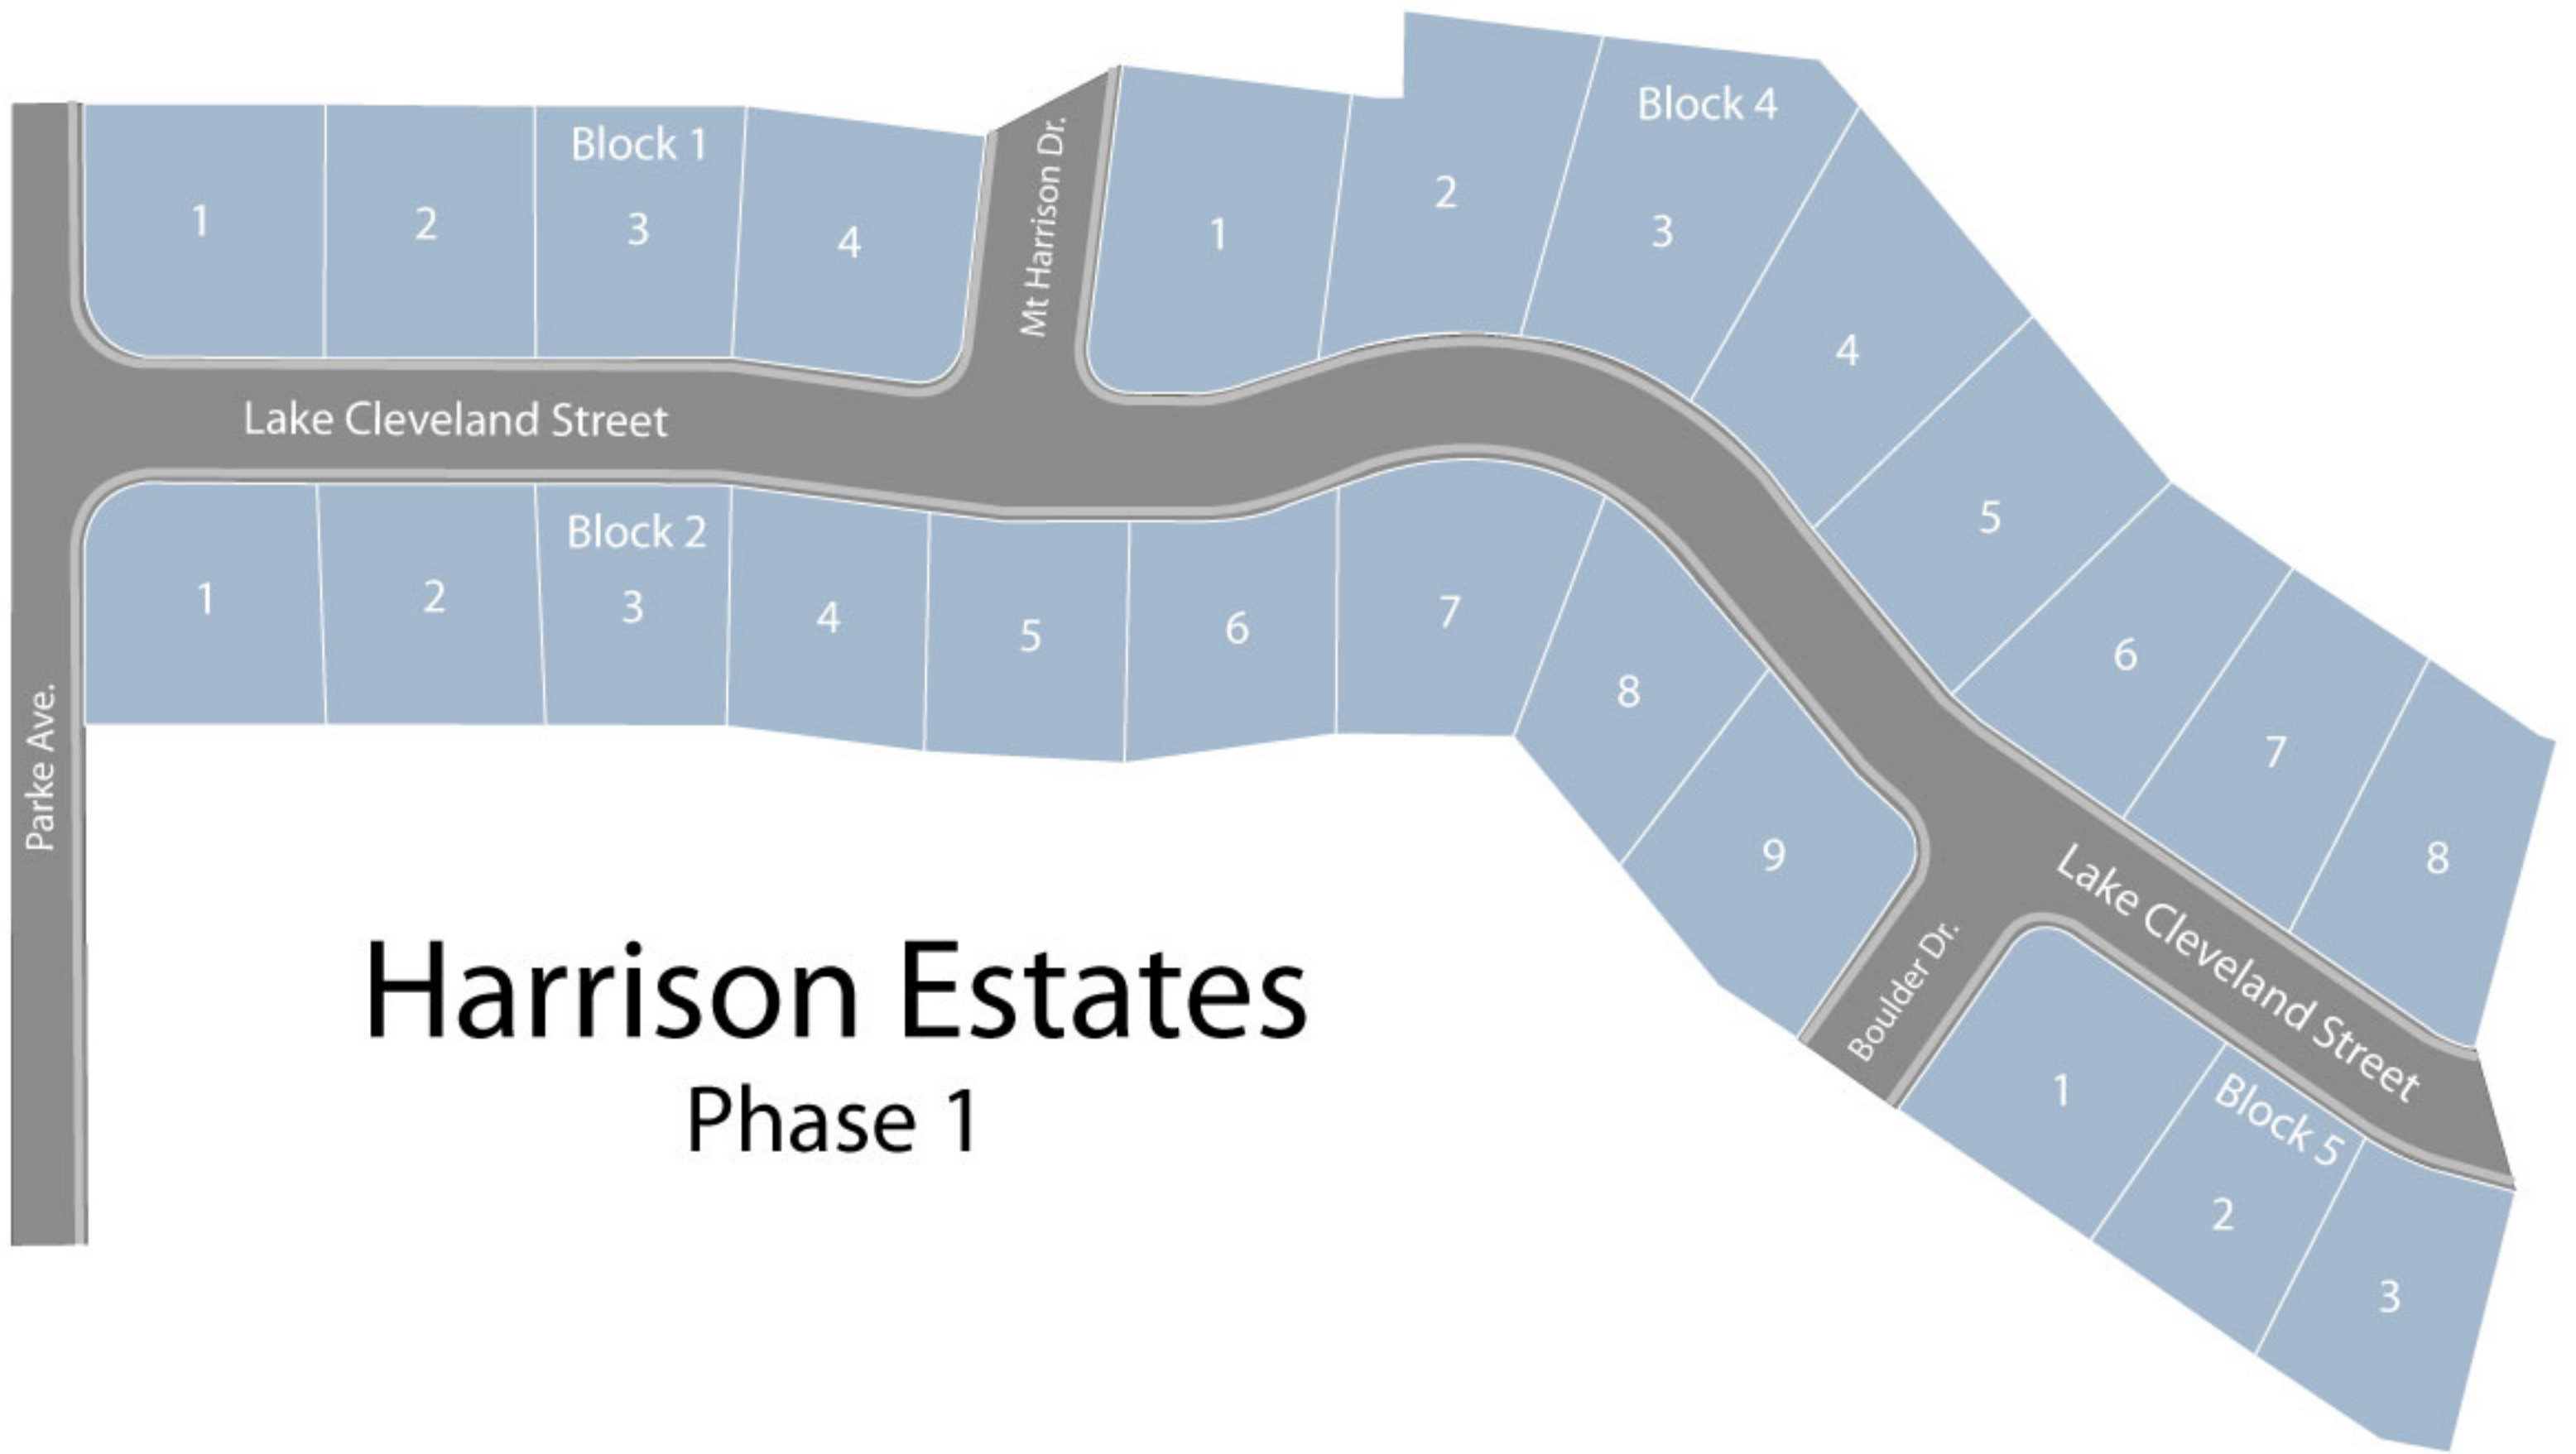 Block 1
1
2
3
4
Mt Harrison Dr.
Block 4
1
2
3
4
5
6
7
8
Lake Cleveland Street
Block 2
1
2
3
4
5
6
7
8
9
Parke Ave.
Lake Cleveland Street
Boulder Dr.
Block 5
1
2
3
Harrison Estates
Phase 1